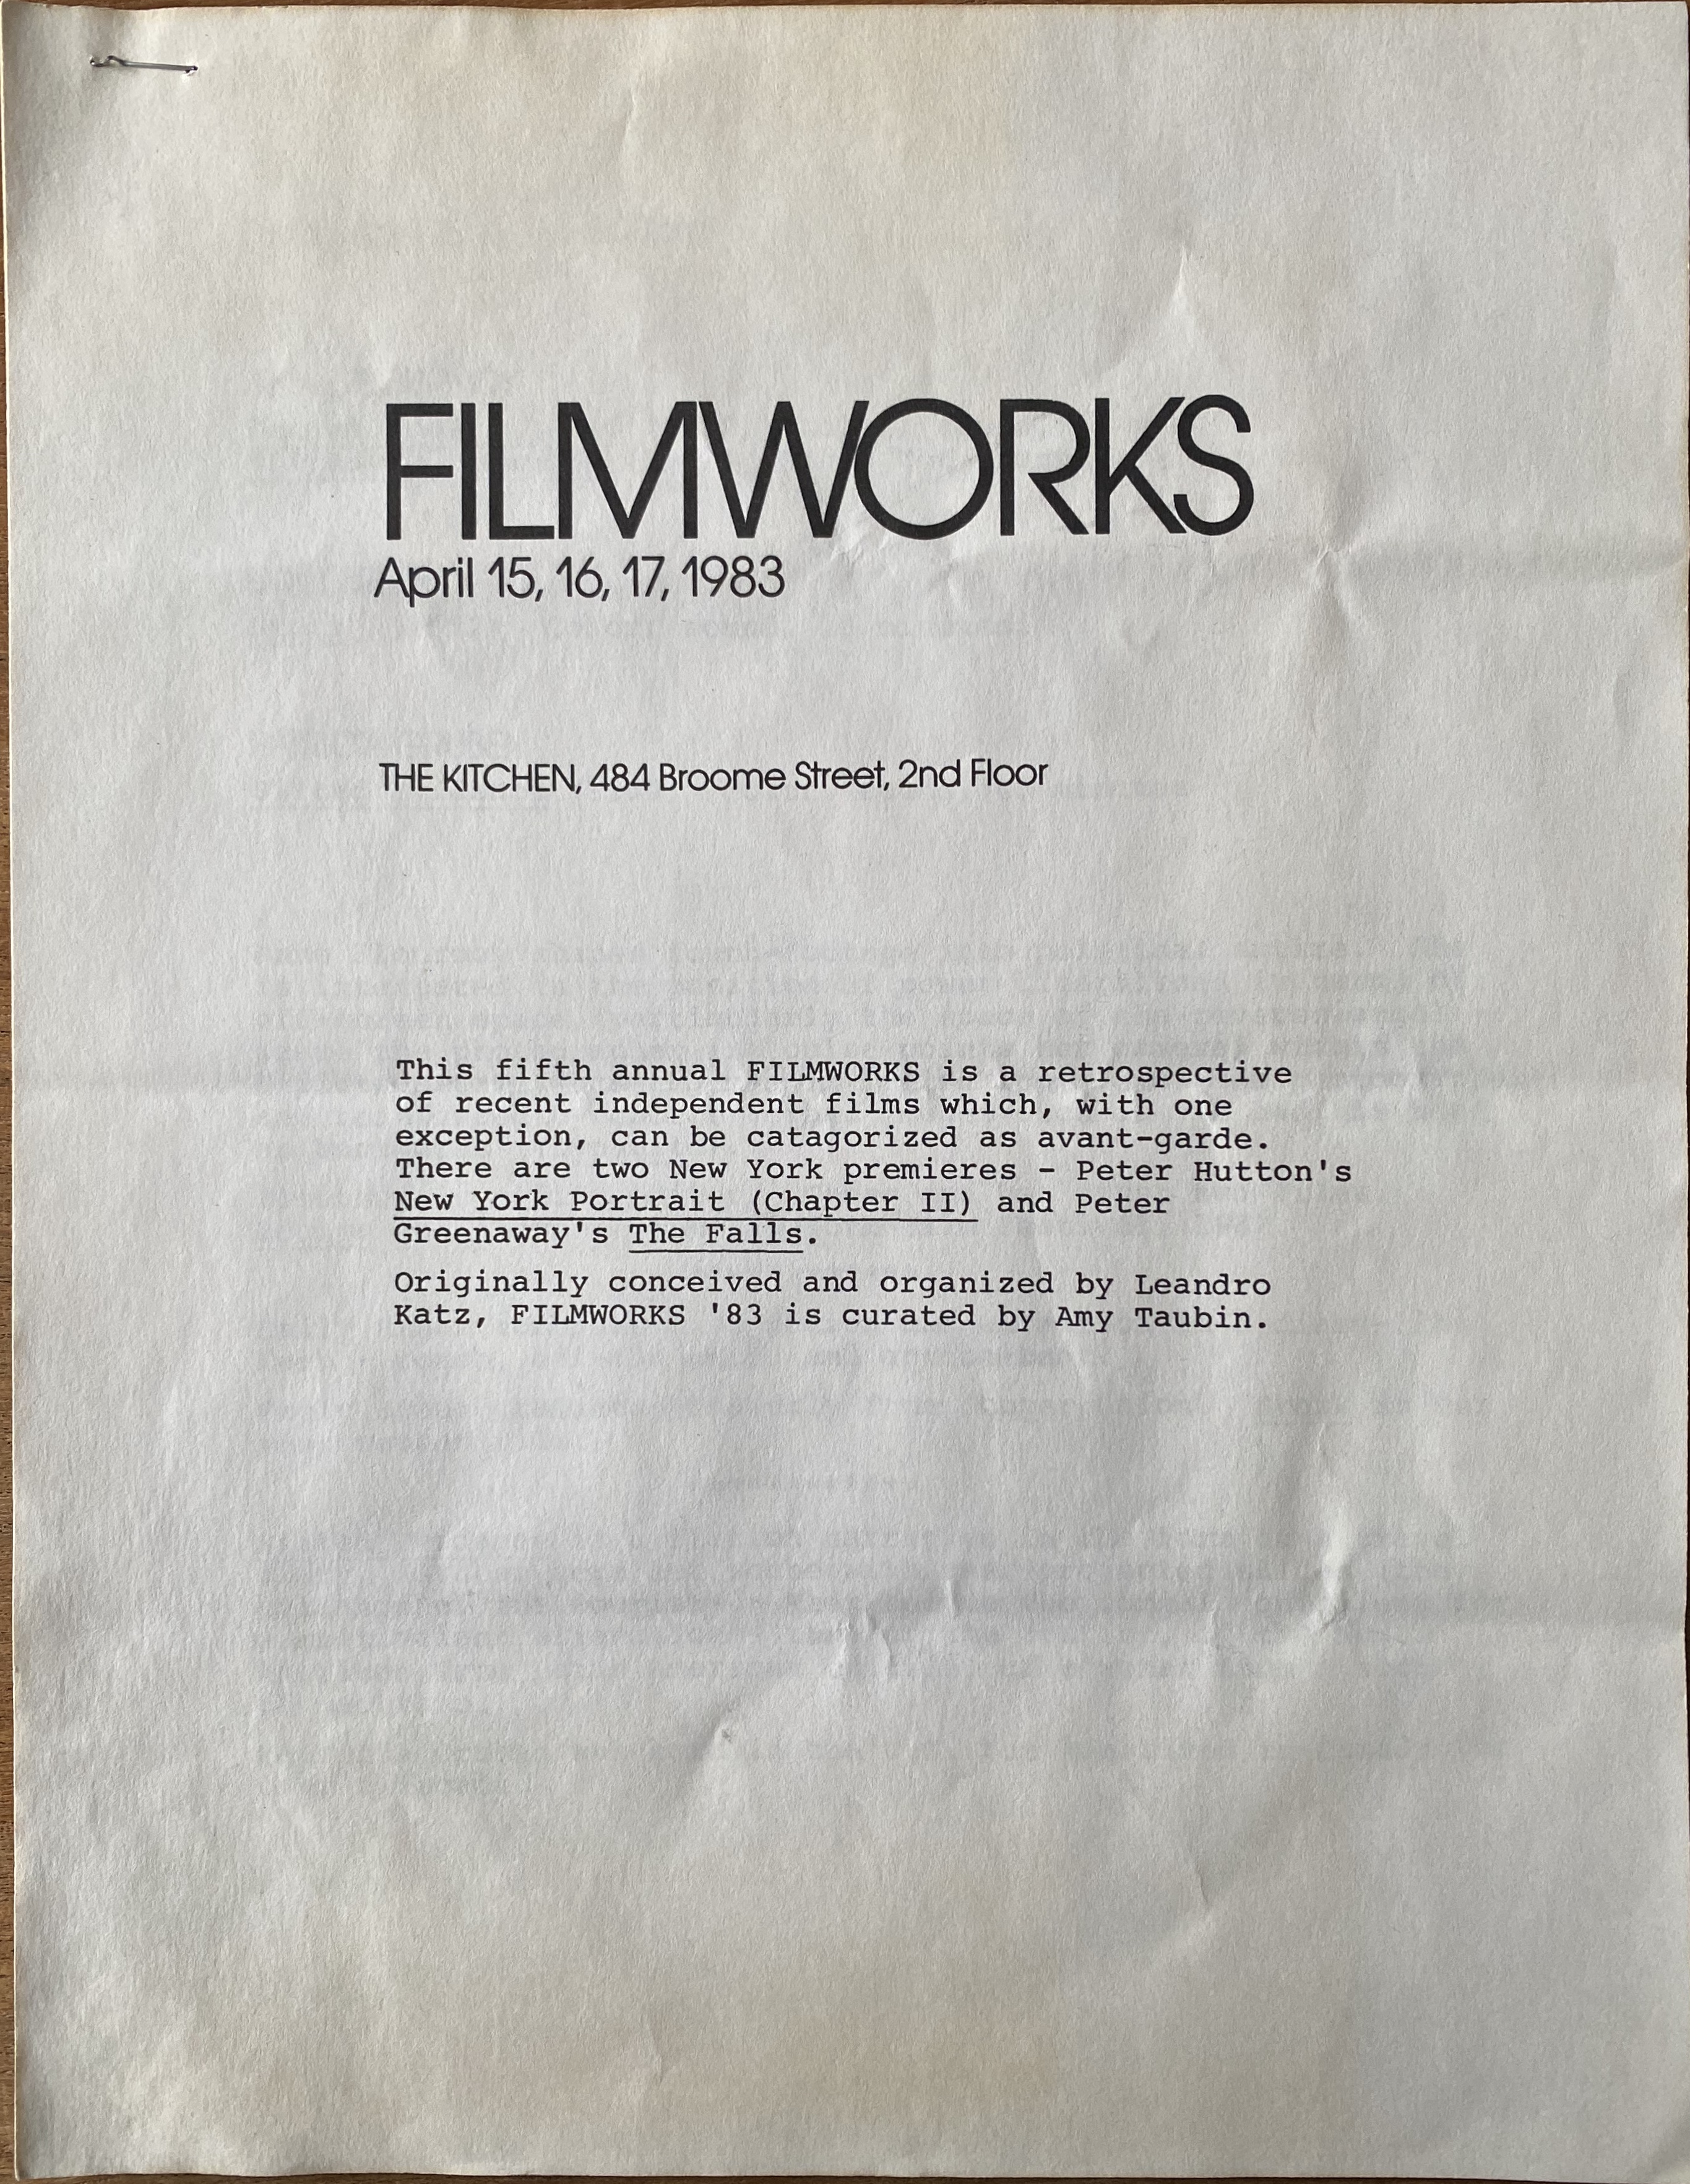 FILMWORKS
April 15, 16, 17, 1983
THE KITCHEN, 484 Broome Street, 2nd Floor
This fifth annual FILMWORKS is a retrospective
of recent independent films which, with one
exception, can be catagorized as avant-garde.
There are two New York premieres - Peter Hutton's
New York Portrait (Chapter II) and Peter
Greenaway's The Falls.
Originally conceived and organized by Leandro
Katz, FILMWORKS '83 is curated by Amy Taubin.